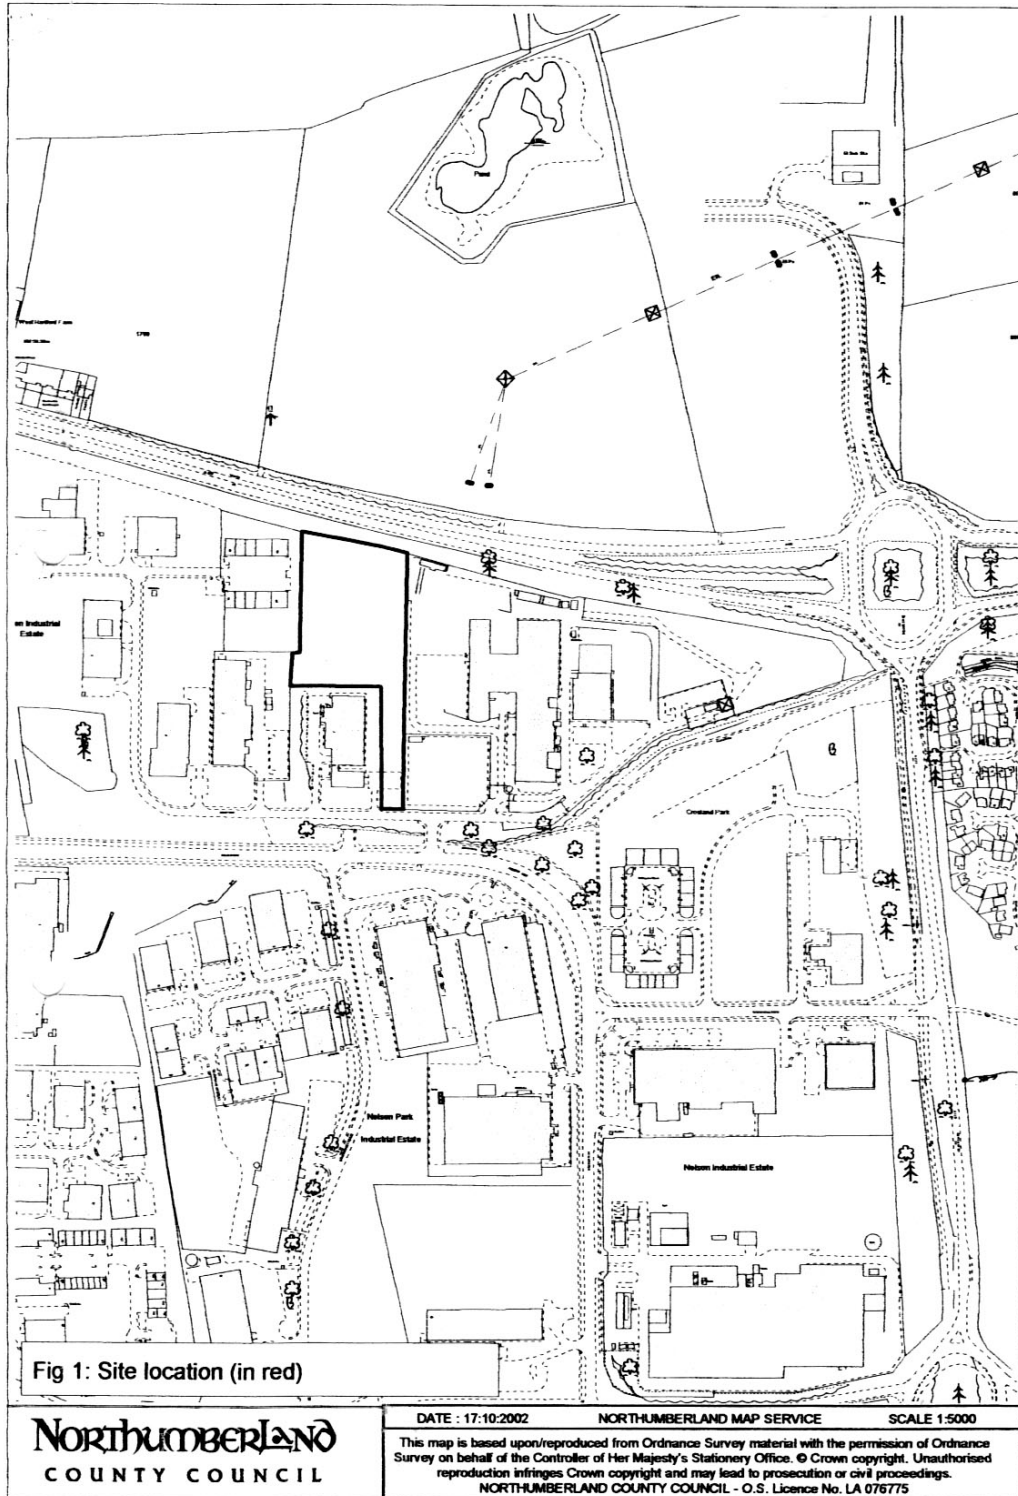 Pond
1700
en Industrial
Estate
Crosland Park
Nelson Park
Industrial Estate
Nelson Industrial Estate
Fig 1: Site location (in red)
NORTHUMBERLAND
COUNTY COUNCIL
DATE : 17:10:2002 NORTHUMBERLAND MAP SERVICE SCALE 1:5000
This map is based upon/reproduced from Ordnance Survey material with the permission of Ordnance
Survey on behalf of the Controller of Her Majesty's Stationery Office. © Crown copyright. Unauthorised
reproduction infringes Crown copyright and may lead to prosecution or civil proceedings.
NORTHUMBERLAND COUNTY COUNCIL - O.S. Licence No. LA 076775